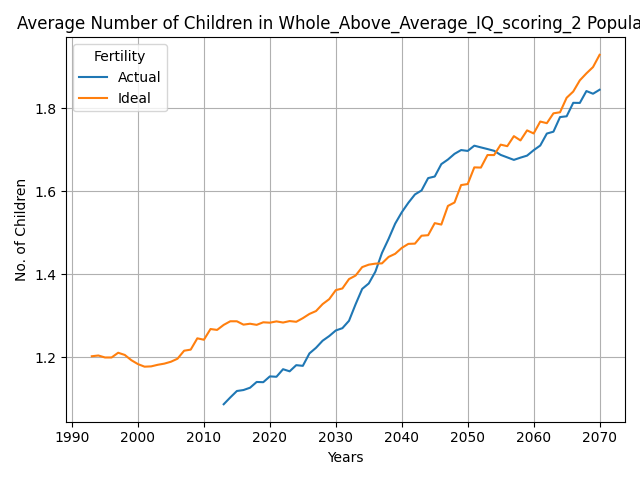 Average Number of Children in Whole_Above_Average_IQ_scoring_2 Popula
Fertility
Actual
Ideal
No. of Children
1.8
1.6
1.4
1.2
1990 2000 2010 2020 2030 2040 2050 2060 2070
Years